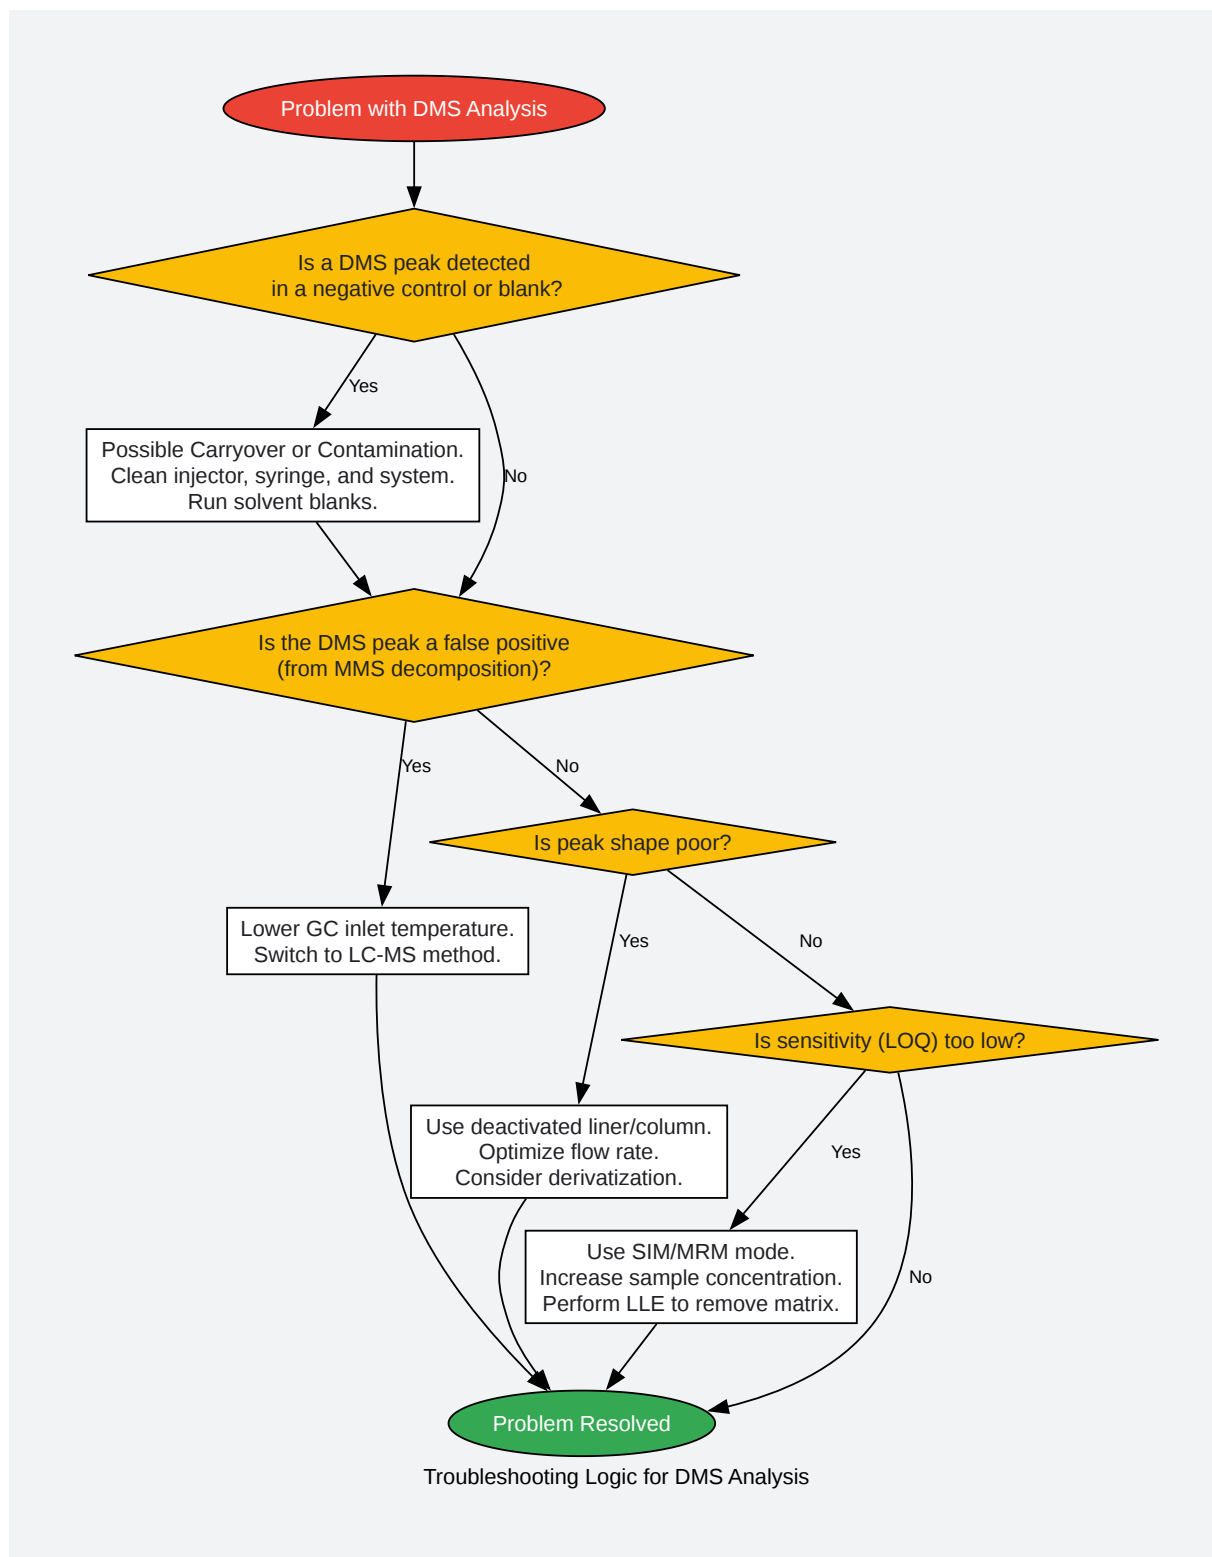 Problem with DMS Analysis
Is a DMS peak detected
in a negative control or blank?
Yes
Possible Carryover or Contamination.
Clean injector, syringe, and system.
Run solvent blanks.
No
Is the DMS peak a false positive
(from MMS decomposition)?
Yes
No
Is peak shape poor?
Lower GC inlet temperature.
Switch to LC-MS method.
Yes
No
Is sensitivity (LOQ) too low?
Use deactivated liner/column.
Optimize flow rate.
Consider derivatization.
Yes
Use SIM/MRM mode.
Increase sample concentration.
Perform LLE to remove matrix.
No
Problem Resolved
Troubleshooting Logic for DMS Analysis